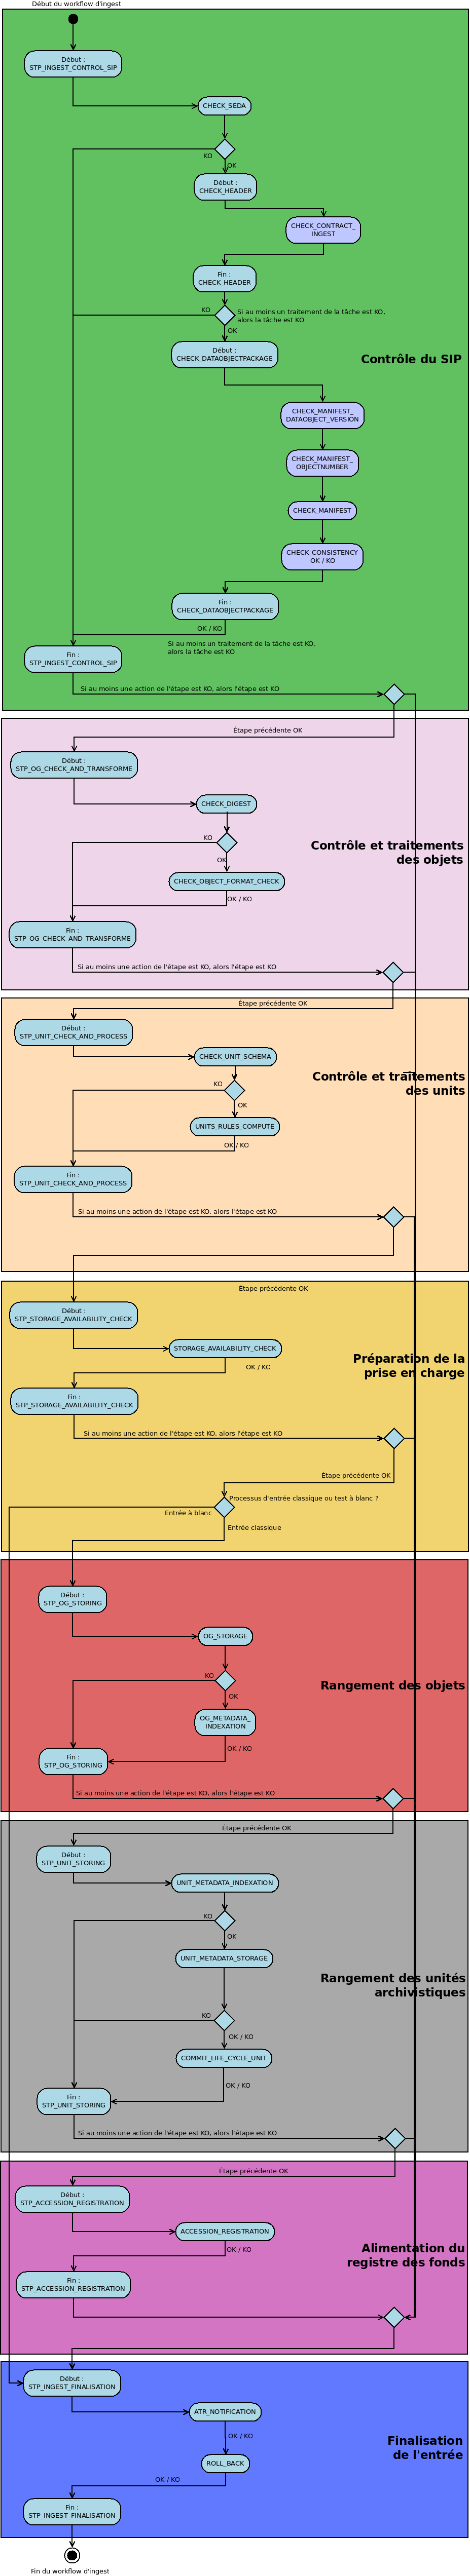 Début du workflow d'ingest
Début :
STP_INGEST_CONTROL_SIP
CHECK_SEDA
KO
OK
Début :
CHECK_HEADER
CHECK_CONTRACT_
INGEST
Fin :
CHECK_HEADER
KO
Si au moins un traitement de la tâche est KO,
alors la tâche est KO
OK
Début :
CHECK_DATAOBJECTPACKAGE
Contrôle du SIP
CHECK_MANIFEST_
DATAOBJECT_VERSION
CHECK_MANIFEST_
OBJECTNUMBER
CHECK_MANIFEST
CHECK_CONSISTENCY
OK / KO
Fin :
CHECK_DATAOBJECTPACKAGE
OK / KO
Si au moins un traitement de la tâche est KO,
alors la tâche est KO
Fin :
STP_INGEST_CONTROL_SIP
Si au moins une action de l'étape est KO, alors l'étape est KO
Étape précédente OK
Début :
STP_OG_CHECK_AND_TRANSFORME
CHECK_DIGEST
KO
Contrôle et traitements
des objets
OK
CHECK_OBJECT_FORMAT_CHECK
OK / KO
Fin :
STP_OG_CHECK_AND_TRANSFORME
Si au moins une action de l'étape est KO, alors l'étape est KO
Étape précédente OK
Début :
STP_UNIT_CHECK_AND_PROCESS
CHECK_UNIT_SCHEMA
Contrôle et traitements
des units
KO
OK
UNITS_RULES_COMPUTE
OK / KO
Fin :
STP_UNIT_CHECK_AND_PROCESS
Si au moins une action de l'étape est KO, alors l'étape est KO
Étape précédente OK
Début :
STP_STORAGE_AVAILABILITY_CHECK
STORAGE_AVAILABILITY_CHECK
Préparation de la
prise en charge
OK / KO
Fin :
STP_STORAGE_AVAILABILITY_CHECK
Si au moins une action de l'étape est KO, alors l'étape est KO
Étape précédente OK
Processus d'entrée classique ou test à blanc ?
Entrée à blanc
Entrée classique
Début :
STP_OG_STORING
OG_STORAGE
KO
Rangement des objets
OK
OG_METADATA_
INDEXATION
OK / KO
Fin :
STP_OG_STORING
Si au moins une action de l'étape est KO, alors l'étape est KO
Étape précédente OK
Début :
STP_UNIT_STORING
UNIT_METADATA_INDEXATION
KO
OK
UNIT_METADATA_STORAGE
Rangement des unités
archivistiques
KO
OK / KO
COMMIT_LIFE_CYCLE_UNIT
OK / KO
Fin :
STP_UNIT_STORING
Si au moins une action de l'étape est KO, alors l'étape est KO
Étape précédente OK
Début :
STP_ACCESSION_REGISTRATION
ACCESSION_REGISTRATION
OK / KO
Alimentation du
registre des fonds
Fin :
STP_ACCESSION_REGISTRATION
Début :
STP_INGEST_FINALISATION
ATR_NOTIFICATION
OK / KO
Finalisation
de l'entrée
ROLL_BACK
OK / KO
Fin :
STP_INGEST_FINALISATION
Fin du workflow d'ingest